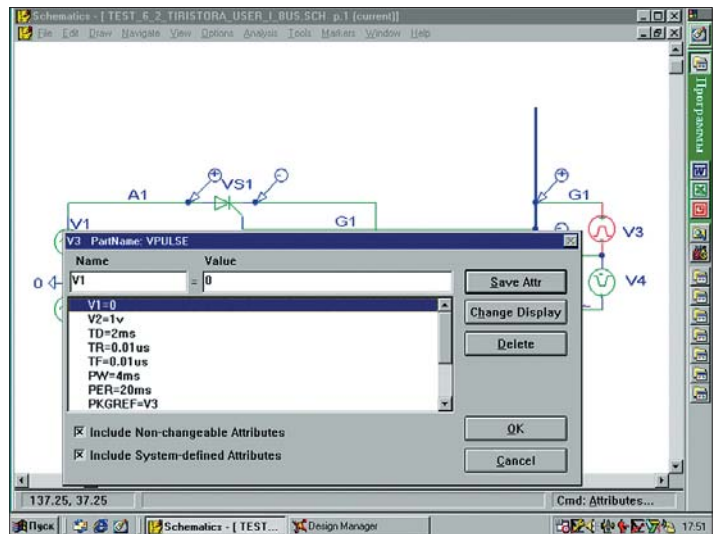 Schematics - [ TEST_6_2_TIRISTORA_USER_I_BUS.SCH p.1 (current)]
File Edit Draw Navigate View Options Analysis Tools Markers Window Help
Программы
VS1
A1
G1
G1
V1
V3
V4
0
V3 PartName: VPULSE
Name Value
V1 = 0
Save Attr
V1=0
V2=1v
TD=2ms
TR=0.01us
TF=0.01us
PW=4ms
PER=20ms
PKGREF=V3
Change Display
Delete
Include Non-changeable Attributes
Include System-defined Attributes
OK
Cancel
137.25, 37.25
Cmd: Attributes...
Пуск
Schematics - [ TEST...
Design Manager
17:51